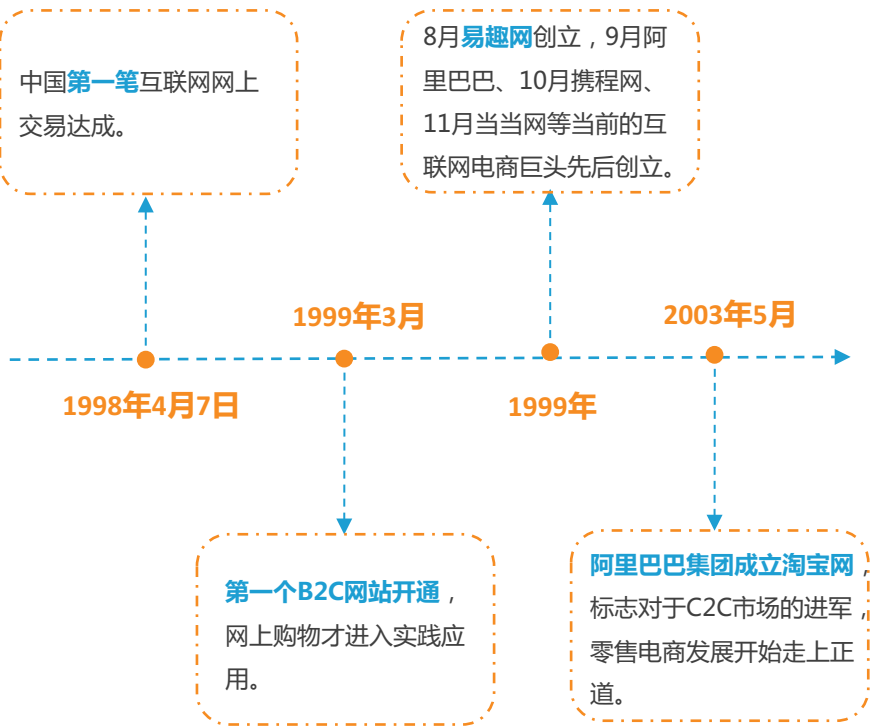 中国第一笔互联网网上
交易达成。
8月易趣网创立，9月阿
里巴巴、10月携程网、
11月当当网等当前的互
联网电商巨头先后创立。
1999年3月
2003年5月
1998年4月7日
1999年
第一个B2C网站开通，
网上购物才进入实践应
用。
阿里巴巴集团成立淘宝网，
标志对于C2C市场的进军，
零售电商发展开始走上正
道。